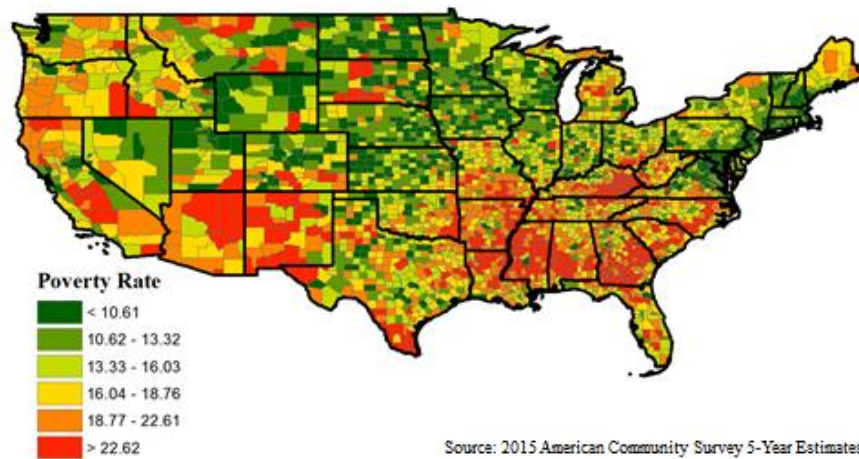 Poverty Rate
< 10.61
10.62 - 13.32
13.33 - 16.03
16.04 - 18.76
18.77 - 22.61
> 22.62
Source: 2015 American Community Survey 5-Year Estimates